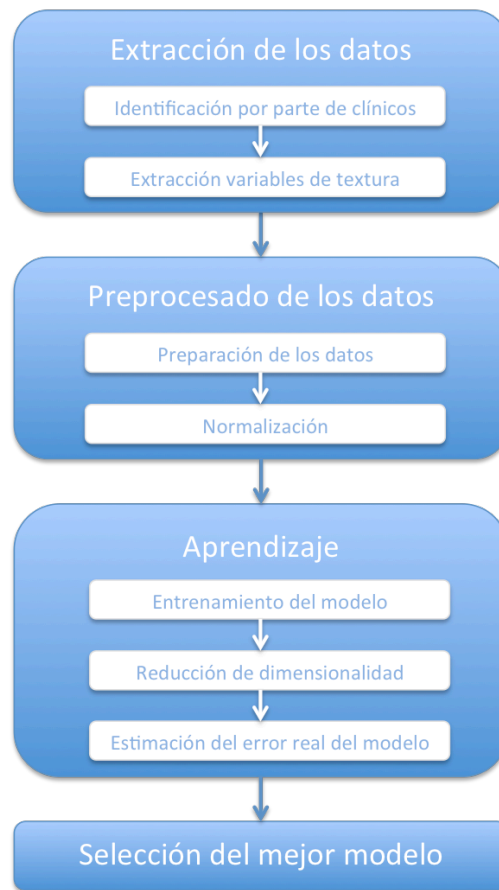 Extracción de los datos
Identificación por parte de clínicos
Extracción variables de textura
Preprocesado de los datos
Preparación de los datos
Normalización
Aprendizaje
Entrenamiento del modelo
Reducción de dimensionalidad
Estimación del error real del modelo
Selección del mejor modelo